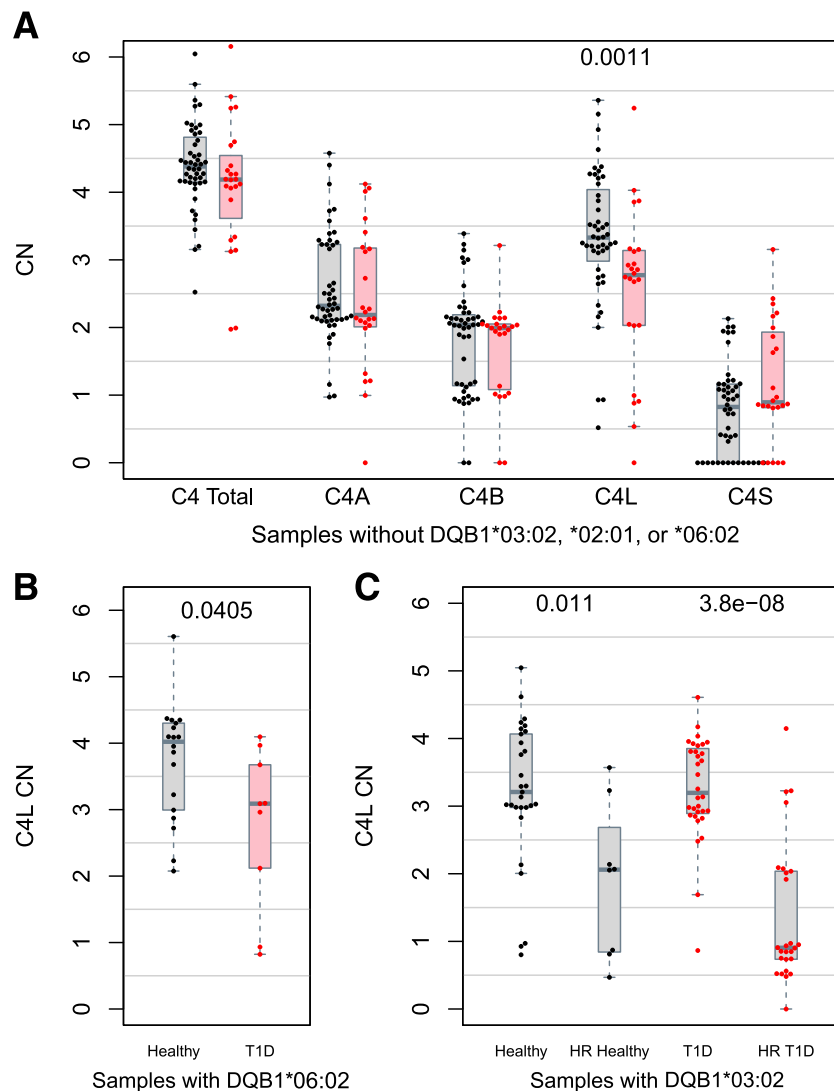 A
0.0011
6
5
4
3
2
1
0
CN
C4 Total C4A C4B C4L C4S
Samples without DQB1*03:02, *02:01, or *06:02
B
0.0405
6
5
4
3
2
1
0
C4L CN
Healthy T1D
Samples with DQB1*06:02
C
0.011 3.8e−08
6
5
4
3
2
1
0
C4L CN
Healthy HR Healthy T1D HR T1D
Samples with DQB1*03:02